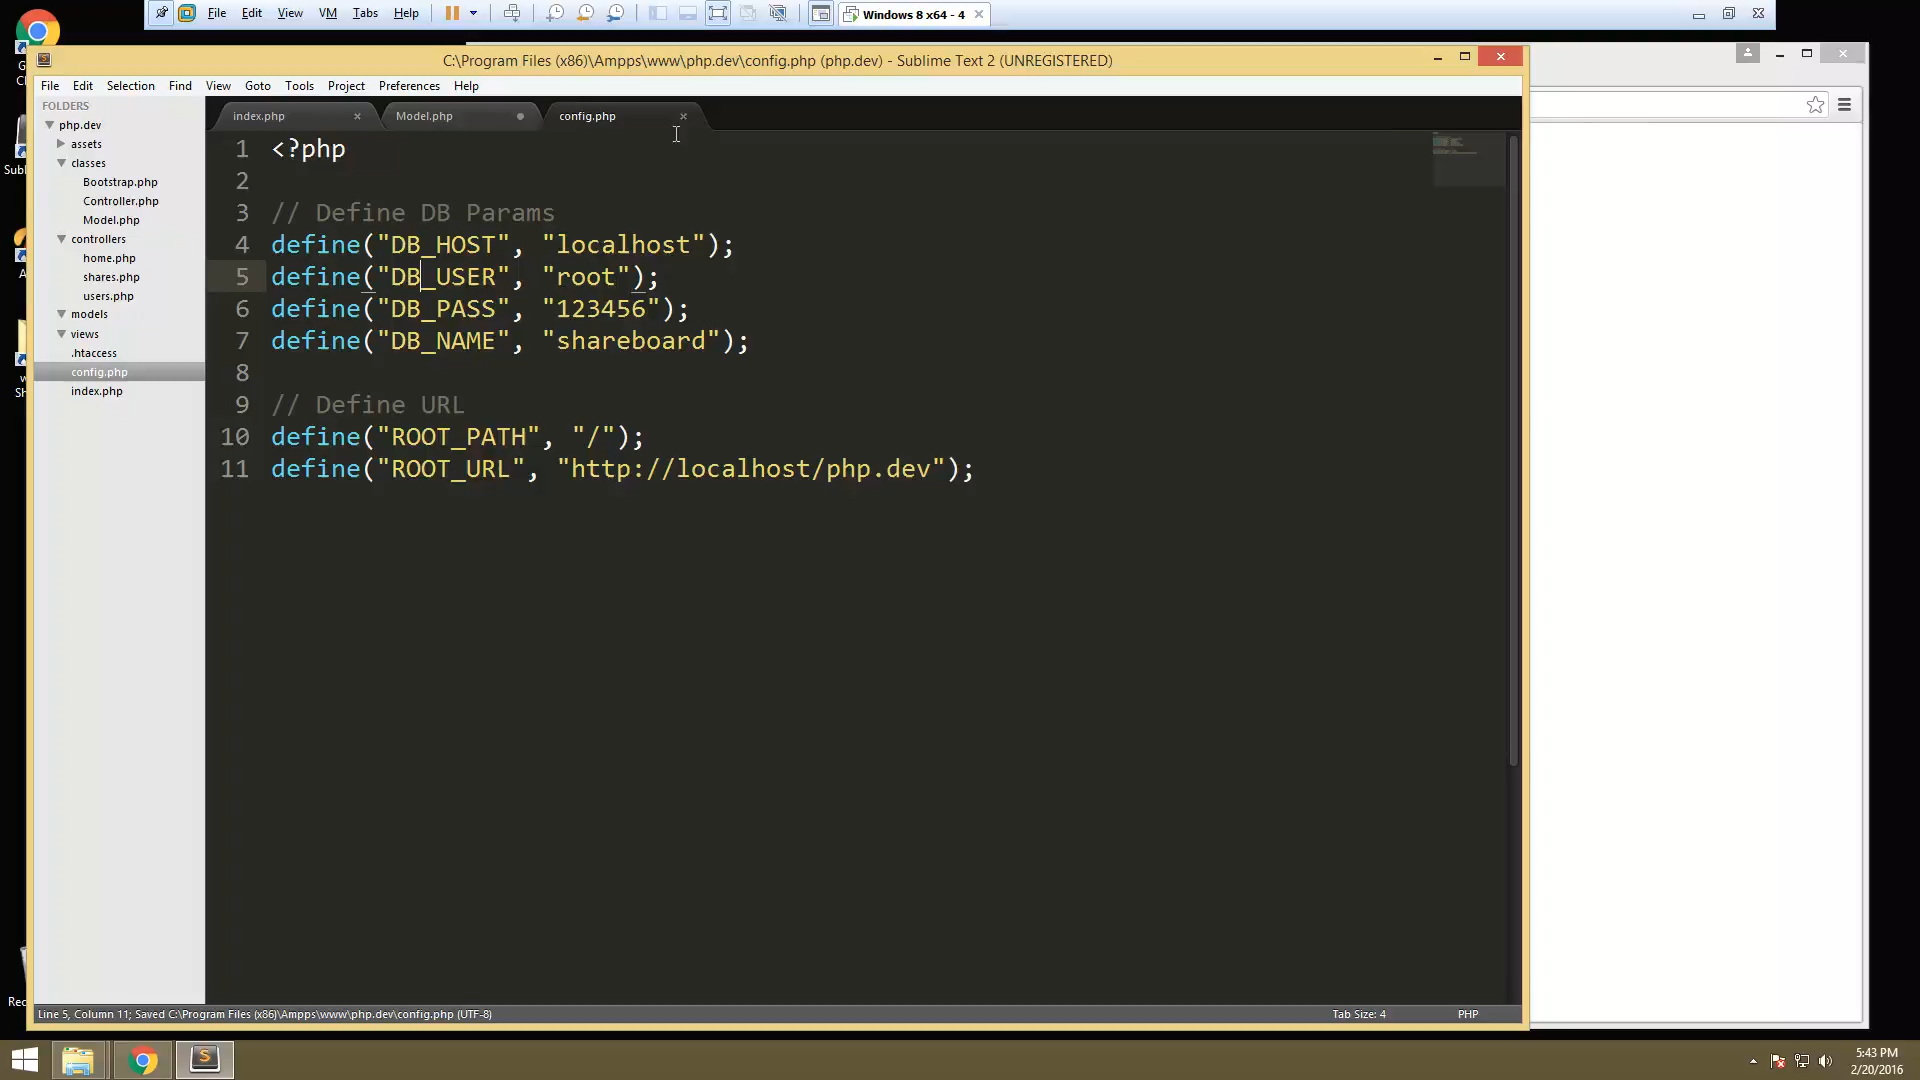 File Edit View VM Tabs Help
Windows 8 x64 - 4
C:\Program Files (x86)\Ampps\www\php.dev\config.php (php.dev) - Sublime Text 2 (UNREGISTERED)
File Edit Selection Find View Goto Tools Project Preferences Help
FOLDERS
php.dev
assets
classes
Bootstrap.php
Controller.php
Model.php
controllers
home.php
shares.php
users.php
models
views
.htaccess
config.php
index.php
index.php Model.php config.php
1 <?php
2
3 // Define DB Params
4 define("DB_HOST", "localhost");
5 define("DB_USER", "root");
6 define("DB_PASS", "123456");
7 define("DB_NAME", "shareboard");
8
9 // Define URL
10 define("ROOT_PATH", "/");
11 define("ROOT_URL", "http://localhost/php.dev");
Line 5, Column 11; Saved C:\Program Files (x86)\Ampps\www\php.dev\config.php (UTF-8)
Tab Size: 4 PHP
5:43 PM
2/20/2016